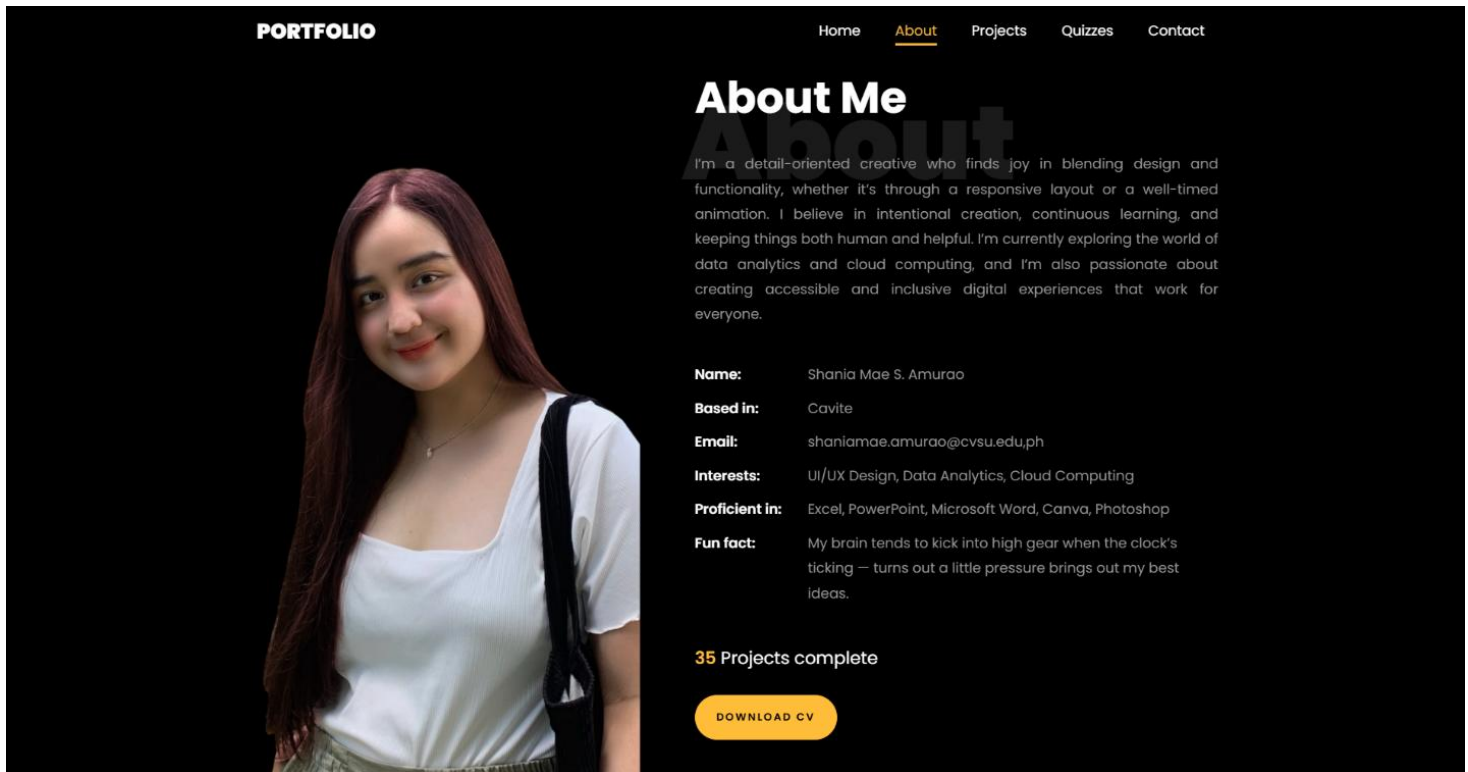 PORTFOLIO
Home About Projects Quizzes Contact
About Me
About
I'm a detail-oriented creative who finds joy in blending design and
functionality, whether it's through a responsive layout or a well-timed
animation. I believe in intentional creation, continuous learning, and
keeping things both human and helpful. I'm currently exploring the world of
data analytics and cloud computing, and I'm also passionate about
creating accessible and inclusive digital experiences that work for
everyone.
Name: Shania Mae S. Amurao
Based in: Cavite
Email: shaniamae.amurao@cvsu.edu,ph
Interests: UI/UX Design, Data Analytics, Cloud Computing
Proficient in: Excel, PowerPoint, Microsoft Word, Canva, Photoshop
Fun fact: My brain tends to kick into high gear when the clock's
ticking — turns out a little pressure brings out my best
ideas.
35 Projects complete
DOWNLOAD CV